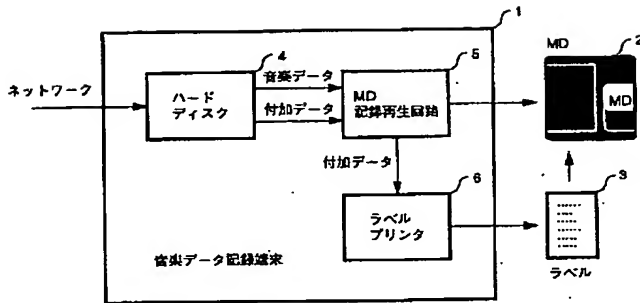 1
ネットワーク
4
ハード
ディスク
音楽データ
付加データ
5
MD
記録再生回路
MD
2
MD
付加データ
6
ラベル
プリンタ
3
ラベル
音楽データ記録端末